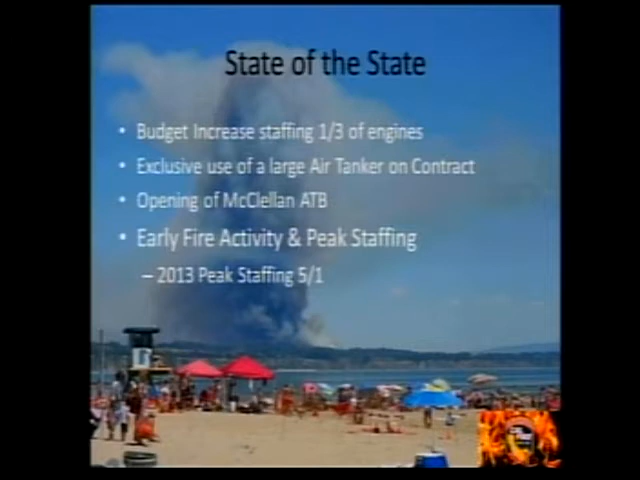 State of the State
• Budget Increase staffing 1/3 of engines
• Exclusive use of a large Air Tanker on Contract
• Opening of McClellan ATB
• Early Fire Activity & Peak Staffing
– 2013 Peak Staffing 5/1